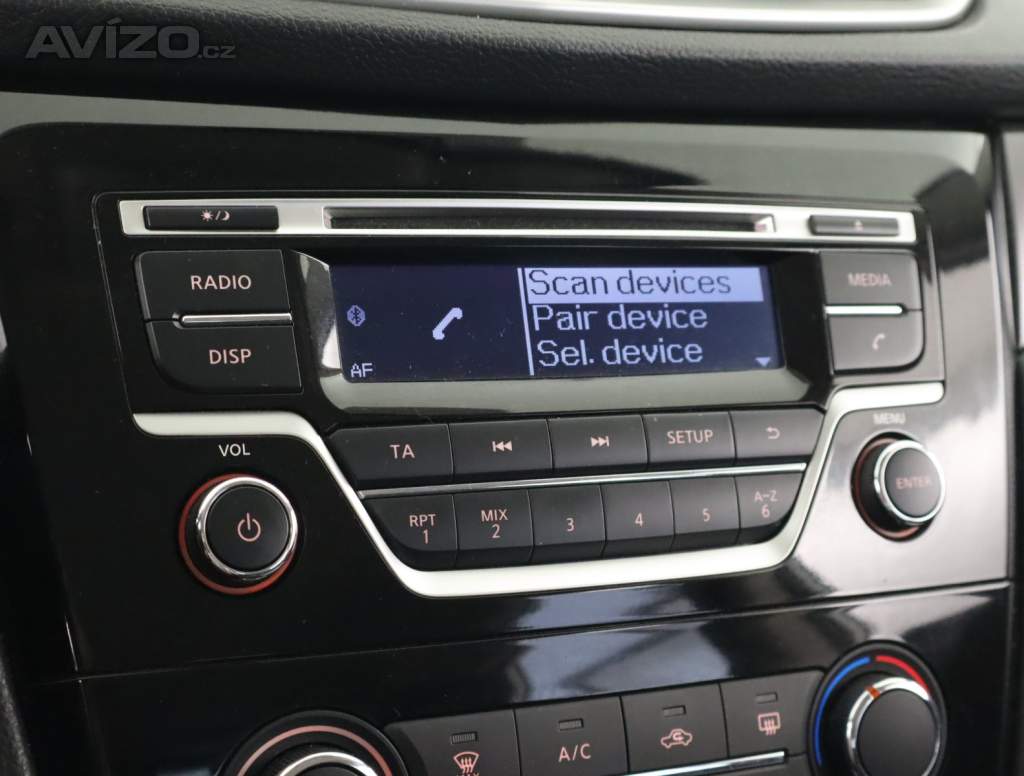 AVÍZO.cz
RADIO
DISP
AF
Scan devices
Pair device
Sel. device
MEDIA
VOL
TA
SETUP
MENU
ENTER
RPT
1
MIX
2
3
4
5
A-Z
6
A/C